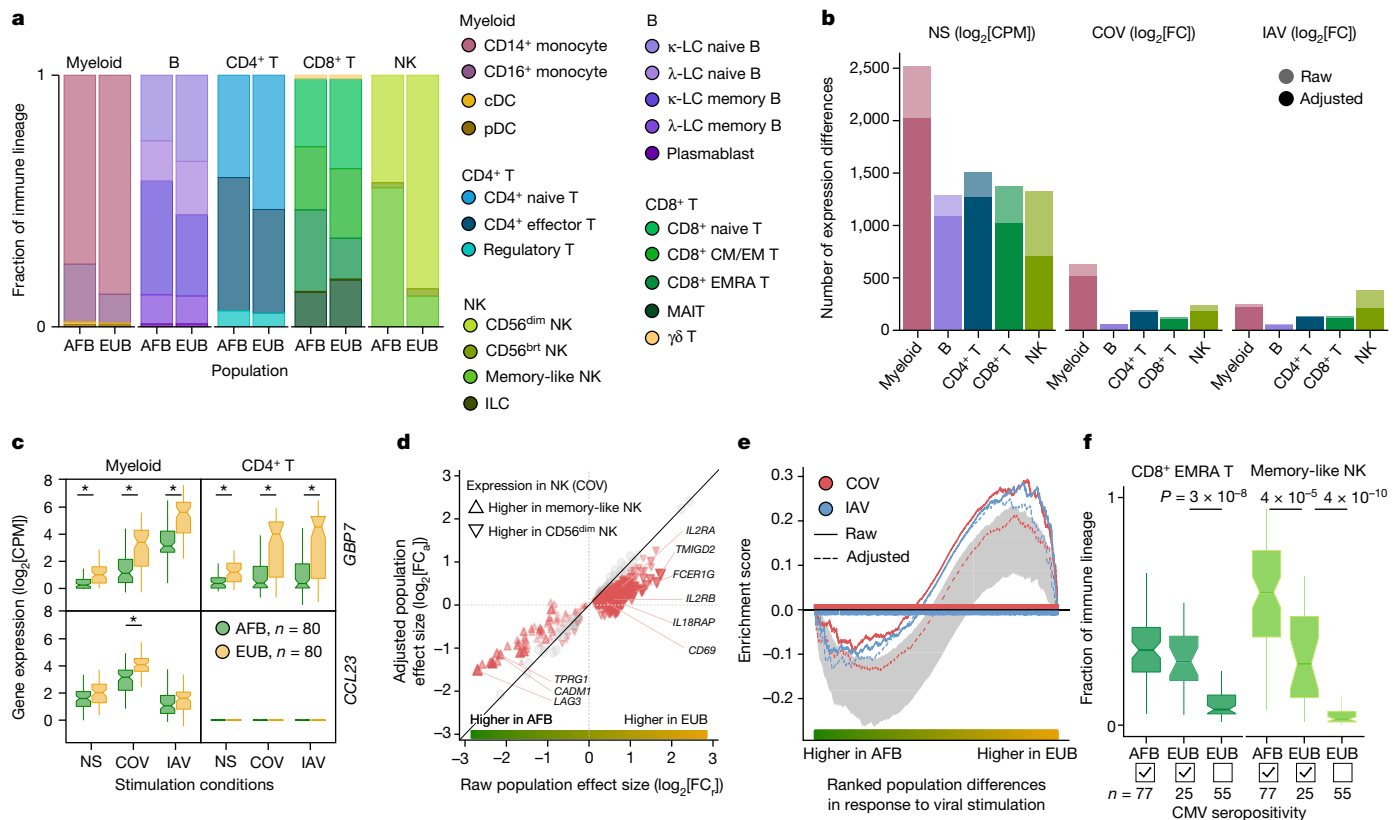 a
Myeloid B CD4+ T CD8+ T NK
Fraction of immune lineage
1
0
AFB EUB AFB EUB AFB EUB AFB EUB AFB EUB
Population
Myeloid
CD14+ monocyte
CD16+ monocyte
cDC
pDC
CD4+ T
CD4+ naive T
CD4+ effector T
Regulatory T
NK
CD56dim NK
CD56brt NK
Memory-like NK
ILC
B
κ-LC naive B
λ-LC naive B
κ-LC memory B
λ-LC memory B
Plasmablast
CD8+ T
CD8+ naive T
CD8+ CM/EM T
CD8+ EMRA T
MAIT
γδ T
b
NS (log2[CPM]) COV (log2[FC]) IAV (log2[FC])
Number of expression differences
2,500
2,000
1,500
1,000
500
0
Raw
Adjusted
Myeloid B CD4+ T CD8+ T NK Myeloid B CD4+ T CD8+ T NK Myeloid B CD4+ T CD8+ T NK
c
Myeloid CD4+ T
Gene expression (log2[CPM])
8
6
4
2
0
* * * * * *
GBP7
8
6
4
2
0
*
AFB, n = 80
EUB, n = 80
CCL23
NS COV IAV NS COV IAV
Stimulation conditions
d
Adjusted population
effect size (log2[FCa])
3
2
1
0
−1
−2
−3
Expression in NK (COV)
Higher in memory-like NK
Higher in CD56dim NK
IL2RA
TMIGD2
FCER1G
IL2RB
IL18RAP
CD69
TPRG1
CADM1
LAG3
Higher in AFB Higher in EUB
−3 −2 −1 0 1 2 3
Raw population effect size (log2[FCr])
e
Enrichment score
0.3
0.2
0.1
0.0
−0.1
−0.2
COV
IAV
Raw
Adjusted
Higher in AFB Higher in EUB
Ranked population differences
in response to viral stimulation
f
CD8+ EMRA T Memory-like NK
P = 3 × 10−8 4 × 10−5 4 × 10−10
Fraction of immune lineage
1
0
AFB EUB EUB AFB EUB EUB
n = 77 25 55 77 25 55
CMV seropositivity